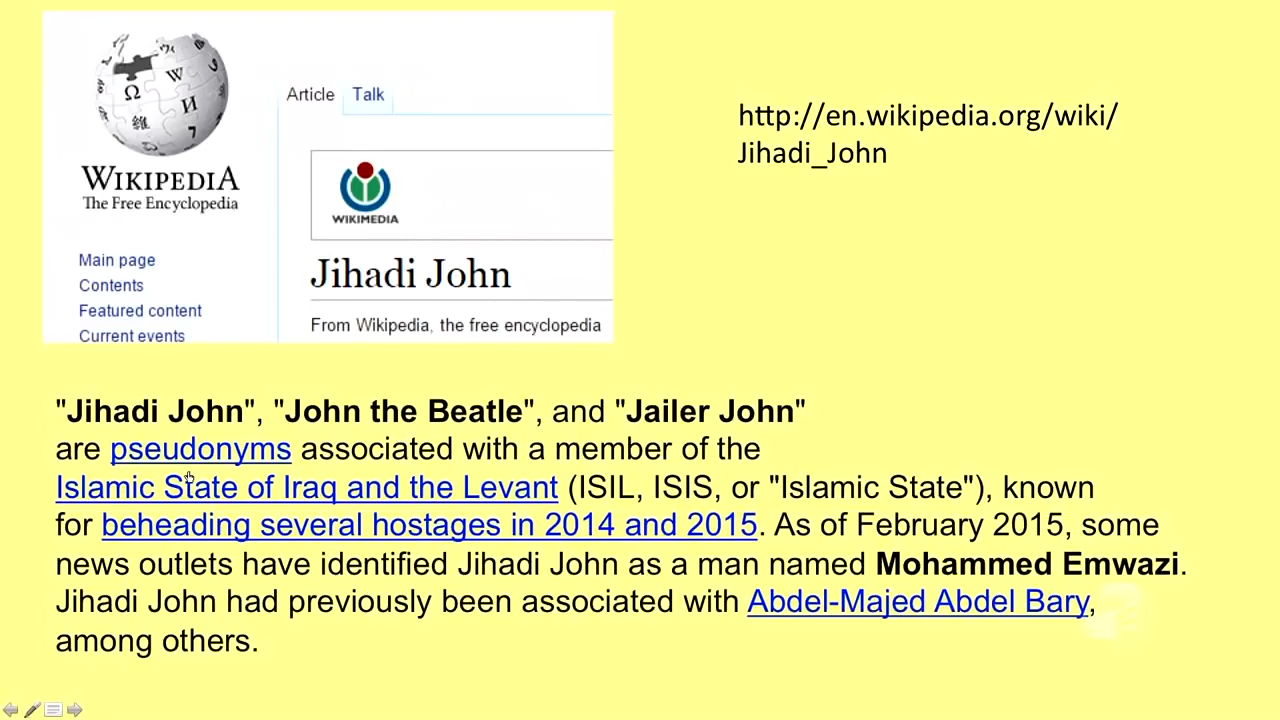 Article Talk
WIKIPEDIA
The Free Encyclopedia
WIKIMEDIA
Main page
Contents
Featured content
Current events
Jihadi John
From Wikipedia, the free encyclopedia
http://en.wikipedia.org/wiki/
Jihadi_John
"Jihadi John", "John the Beatle", and "Jailer John"
are pseudonyms associated with a member of the
Islamic State of Iraq and the Levant (ISIL, ISIS, or "Islamic State"), known
for beheading several hostages in 2014 and 2015. As of February 2015, some
news outlets have identified Jihadi John as a man named Mohammed Emwazi.
Jihadi John had previously been associated with Abdel-Majed Abdel Bary,
among others.